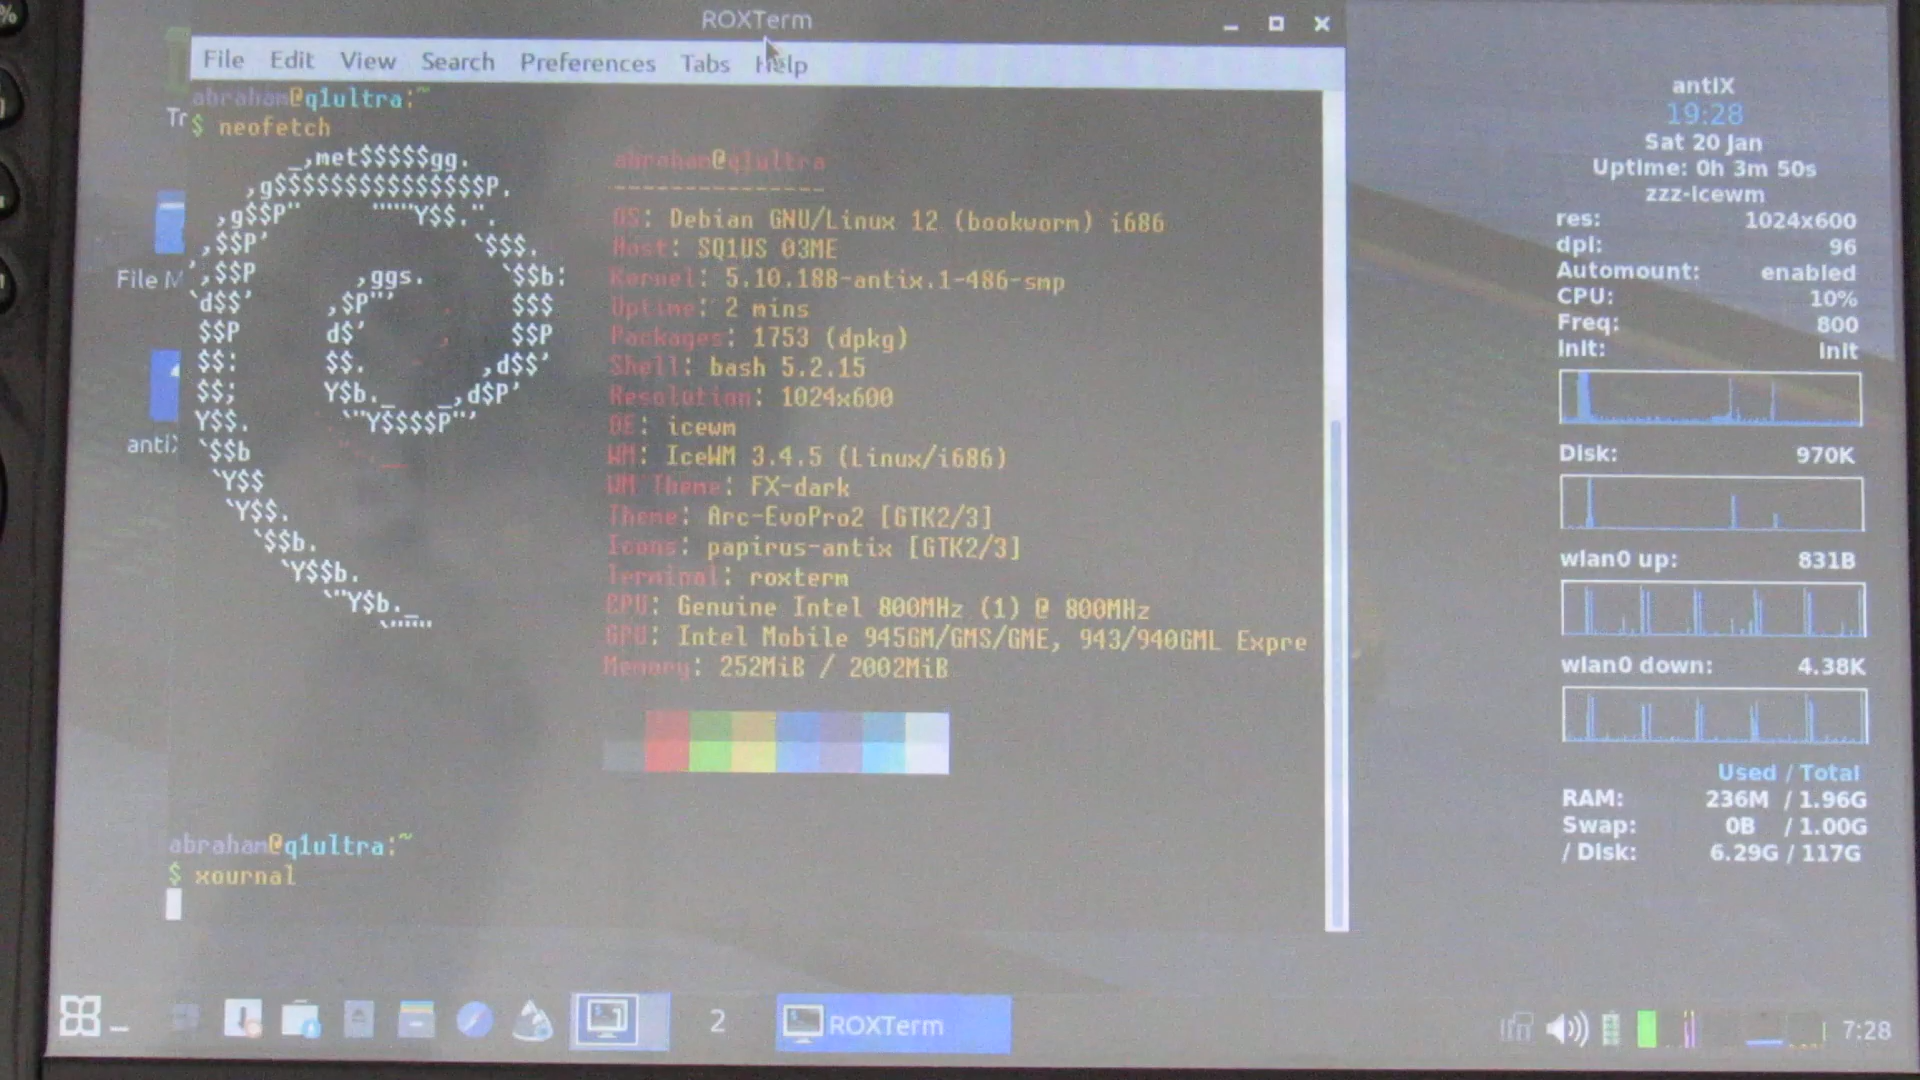 ROXTerm
File Edit View Search Preferences Tabs Help
abraham@q1ultra:~
$ neofetch
_,met$$$$$gg.
,g$$$$$$$$$$$$$$$P.
,g$$P" """Y$$.".
,$$P' `$$$.
',$$P ,ggs. `$$b:
`d$$' ,$P"' . $$$
$$P d$' , $$P
$$: $$. - ,d$$'
$$; Y$b._ _,d$P'
Y$$. `.`"Y$$$$P"'
`$$b "-.__
`Y$$
`Y$$.
`$$b.
`Y$$b.
`"Y$b._
`"""
abraham@q1ultra
---------------
OS: Debian GNU/Linux 12 (bookworm) i686
Host: SQ1US 03ME
Kernel: 5.10.188-antix.1-486-smp
Uptime: 2 mins
Packages: 1753 (dpkg)
Shell: bash 5.2.15
Resolution: 1024x600
DE: icewm
WM: IceWM 3.4.5 (Linux/i686)
WM Theme: FX-dark
Theme: Arc-EvoPro2 [GTK2/3]
Icons: papirus-antix [GTK2/3]
Terminal: roxterm
CPU: Genuine Intel 800MHz (1) @ 800MHz
GPU: Intel Mobile 945GM/GMS/GME, 943/940GML Expre
Memory: 252MiB / 2002MiB
abraham@q1ultra:~
$ xournal
Tr
File M
anti
antiX
19:28
Sat 20 Jan
Uptime: 0h 3m 50s
zzz-icewm
res: 1024x600
dpi: 96
Automount: enabled
CPU: 10%
Freq: 800
Init: init
Disk: 970K
wlan0 up: 831B
wlan0 down: 4.38K
Used / Total
RAM: 236M / 1.96G
Swap: 0B / 1.00G
/ Disk: 6.29G / 117G
2
ROXTerm
7:28